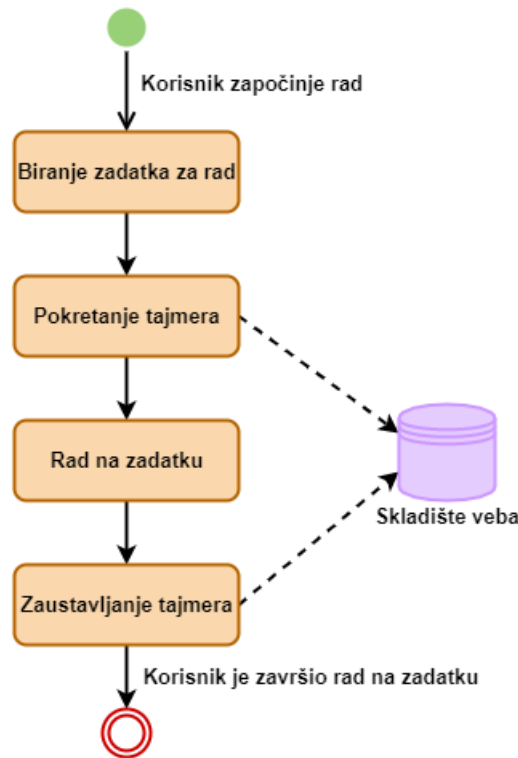 Korisnik započinje rad
Biranje zadatka za rad
Pokretanje tajmera
Rad na zadatku
Skladište veba
Zaustavljanje tajmera
Korisnik je završio rad na zadatku